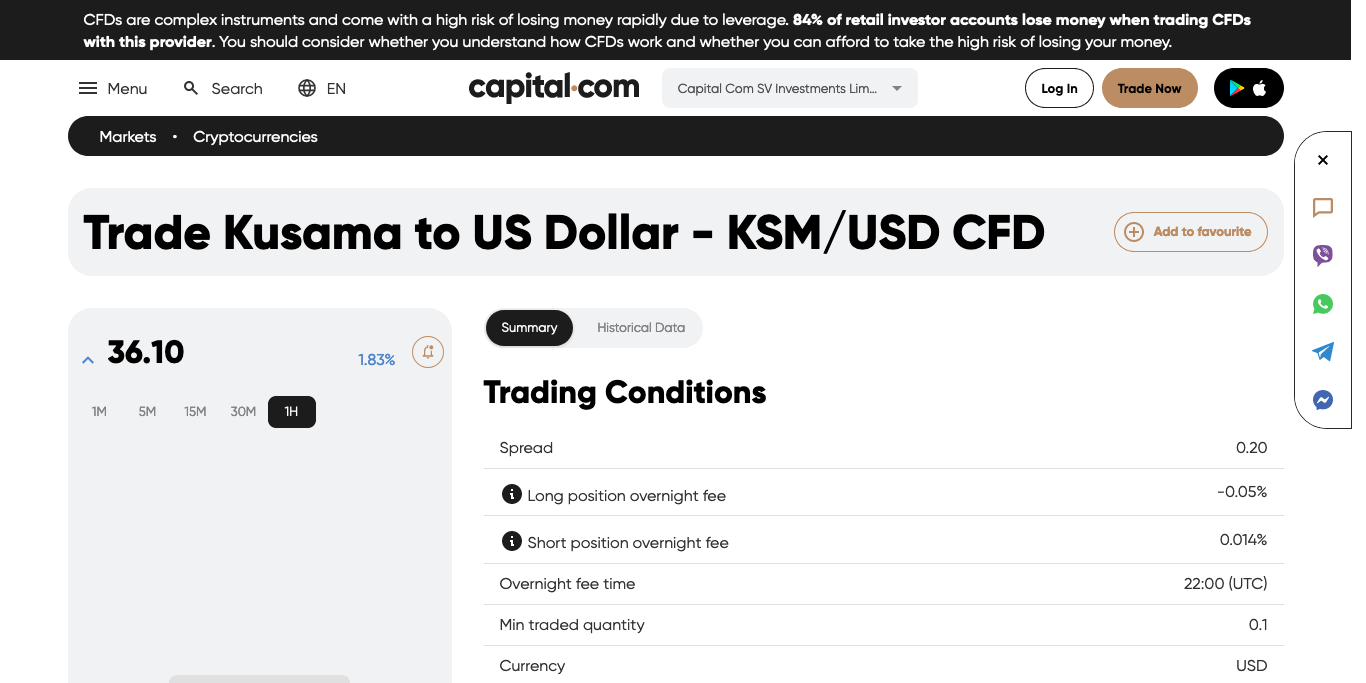 CFDs are complex instruments and come with a high risk of losing money rapidly due to leverage. 84% of retail investor accounts lose money when trading CFDs
with this provider. You should consider whether you understand how CFDs work and whether you can afford to take the high risk of losing your money.
Menu Search EN capital.com Capital Com SV Investments Lim... Log In Trade Now
Markets • Cryptocurrencies
Trade Kusama to US Dollar - KSM/USD CFD Add to favourite
36.10 1.83%
1M 5M 15M 30M 1H
Summary Historical Data
Trading Conditions
Spread 0.20
Long position overnight fee -0.05%
Short position overnight fee 0.014%
Overnight fee time 22:00 (UTC)
Min traded quantity 0.1
Currency USD